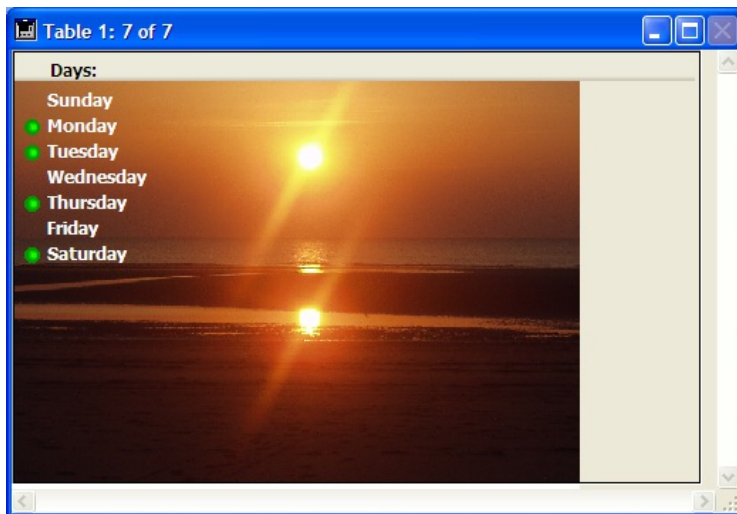 Table 1: 7 of 7
Days:
Sunday
Monday
Tuesday
Wednesday
Thursday
Friday
Saturday